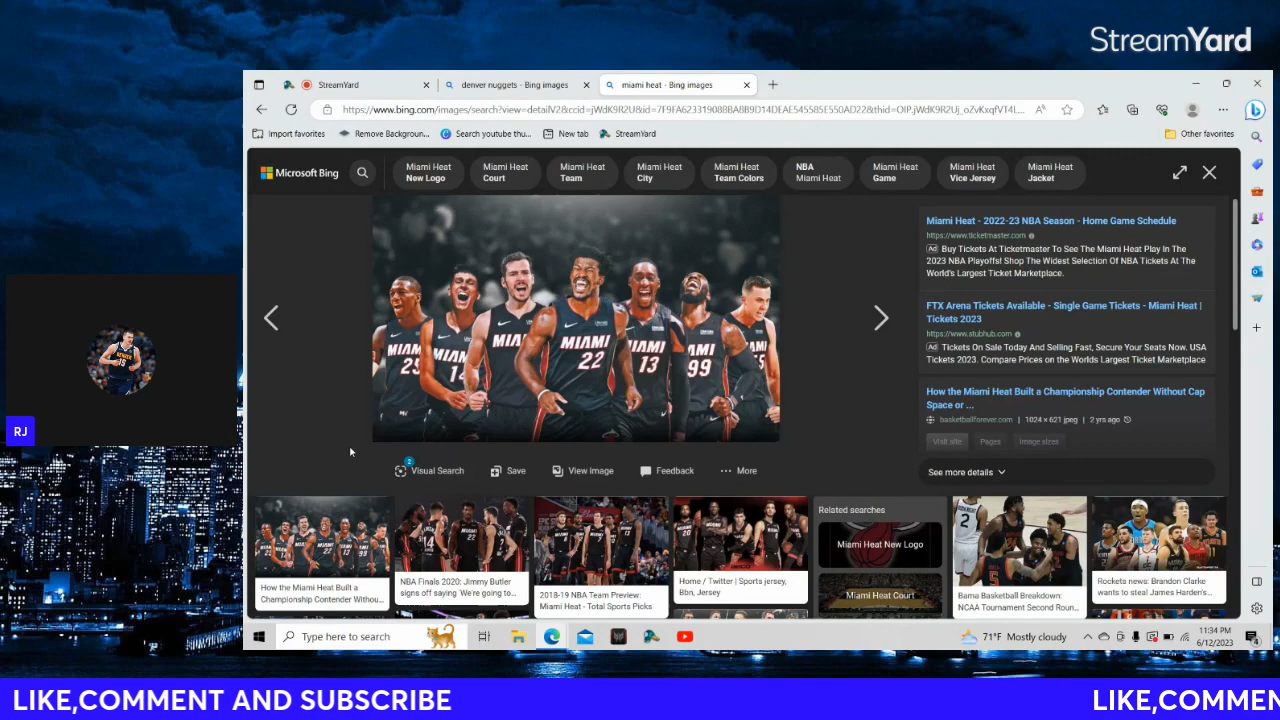 StreamYard
StreamYard
denver nuggets - Bing images
miami heat - Bing images
Import favorites
Remove Backgroun...
Search youtube thu...
New tab
StreamYard
Other favorites
Microsoft Bing
Miami Heat New Logo
Miami Heat Court
Miami Heat Team
Miami Heat City
Miami Heat Team Colors
NBA Miami Heat
Miami Heat Game
Miami Heat Vice Jersey
Miami Heat Jacket
MIAMI
22
13
99
Miami Heat - 2022-23 NBA Season - Home Game Schedule
https://www.ticketmaster.com
Ad Buy Tickets At Ticketmaster To See The Miami Heat Play In The
2023 NBA Playoffs! Shop The Widest Selection Of NBA Tickets At The
World's Largest Ticket Marketplace.
FTX Arena Tickets Available - Single Game Tickets - Miami Heat |
Tickets 2023
https://www.stubhub.com
Ad Tickets On Sale Today And Selling Fast, Secure Your Seats Now. USA
Tickets 2023. Compare Prices on the Worlds Largest Ticket Marketplace
How the Miami Heat Built a Championship Contender Without Cap
Space or ...
basketballforever.com | 1024 × 621 jpeg | 2 yrs ago
Visit site Pages Image sizes
See more details
2
Visual Search
Save
View image
Feedback
More
RJ
How the Miami Heat Built a
Championship Contender Withou...
NBA Finals 2020: Jimmy Butler
signs off saying 'We're going to...
2018-19 NBA Team Preview:
Miami Heat - Total Sports Picks
Home / Twitter | Sports jersey,
Bbn, Jersey
Related searches
Miami Heat New Logo
Miami Heat Court
Bama Basketball Breakdown:
NCAA Tournament Second Roun...
Rockets news: Brandon Clarke
wants to steal James Harden's...
Type here to search
71°F Mostly cloudy
11:34 PM
6/12/2023
4
LIKE,COMMENT AND SUBSCRIBE
LIKE,COMMEN